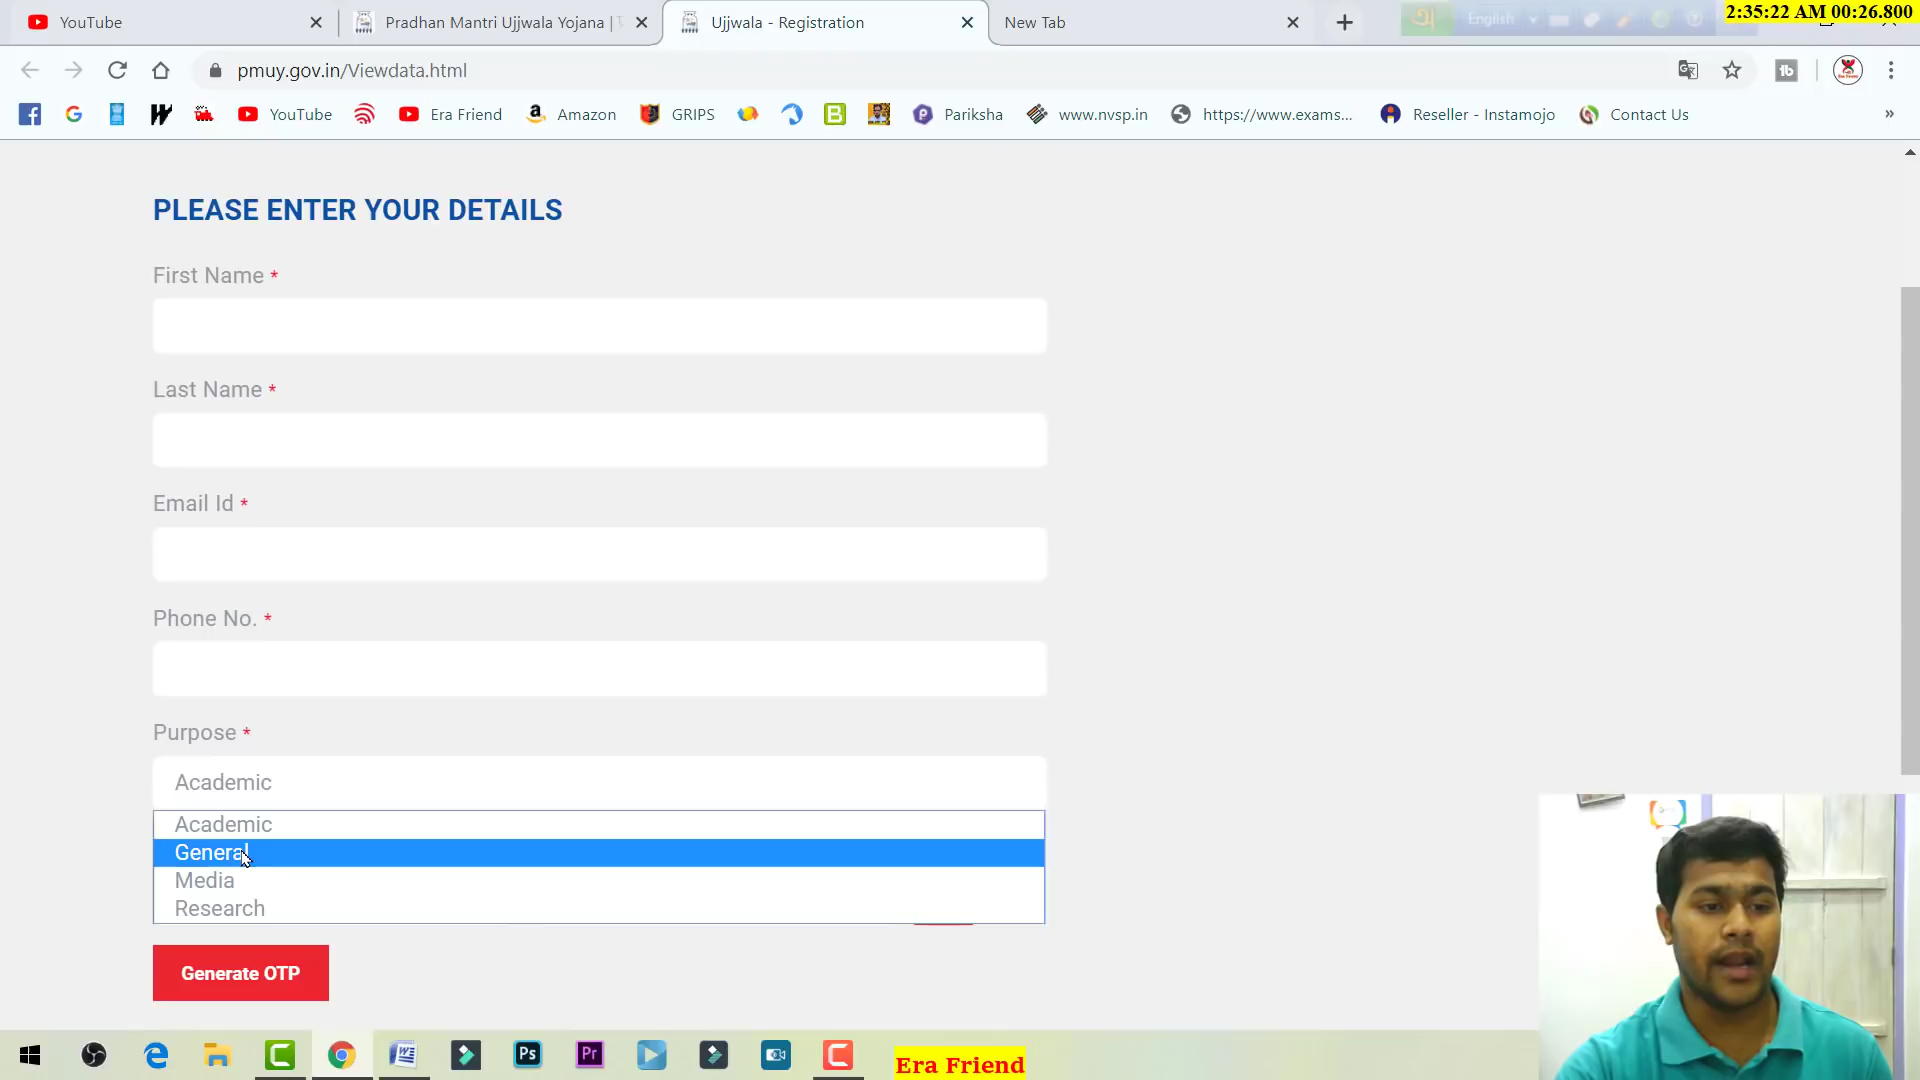 YouTube
Pradhan Mantri Ujjwala Yojana |
Ujjwala - Registration
New Tab
English
2:35:22 AM 00:26.800
pmuy.gov.in/Viewdata.html
YouTube
Era Friend
Amazon
GRIPS
Pariksha
www.nvsp.in
https://www.exams...
Reseller - Instamojo
Contact Us
»
PLEASE ENTER YOUR DETAILS
First Name *
Last Name *
Email Id *
Phone No. *
Purpose *
Academic
Academic
General
Media
Research
Generate OTP
Era Friend